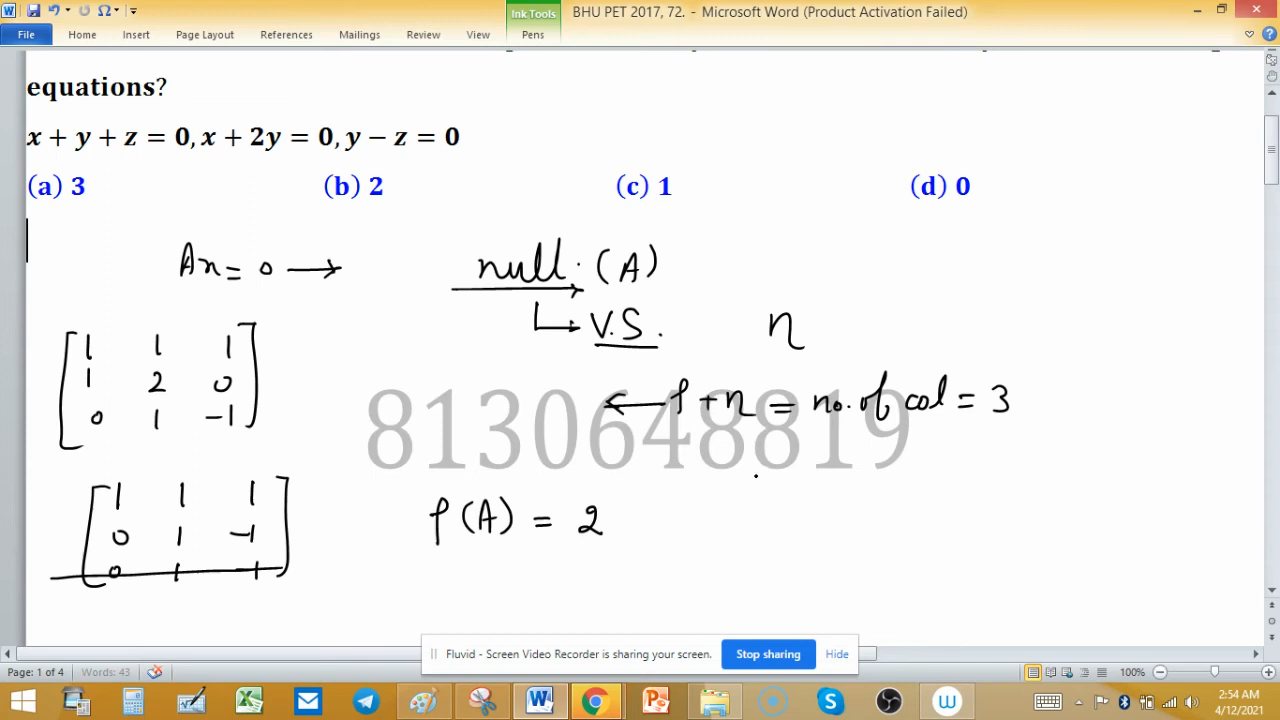 BHU PET 2017, 72. - Microsoft Word (Product Activation Failed)
Ink Tools
File Home Insert Page Layout References Mailings Review View Pens
equations?
x + y + z = 0, x + 2y = 0, y − z = 0
(a) 3 (b) 2 (c) 1 (d) 0
Ax = 0 → null. (A)
↳ V.S. η
1 1 1
1 2 0
0 1 -1
← ρ + η = no. of col = 3
8130648819
1 1 1
0 1 -1
0 1 -1
ρ(A) = 2
Fluvid - Screen Video Recorder is sharing your screen. Stop sharing Hide
Page: 1 of 4 Words: 43 100%
2:54 AM
4/12/2021